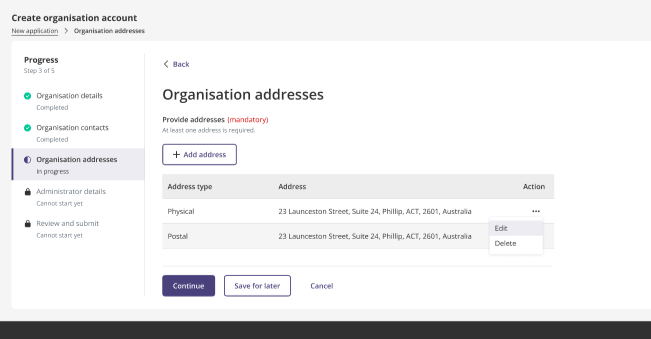 Create organisation account
New application > Organisation addresses
Progress
Step 3 of 5
Organisation details
Completed
Organisation contacts
Completed
Organisation addresses
In progress
Administrator details
Cannot start yet
Review and submit
Cannot start yet
< Back
Organisation addresses
Provide addresses (mandatory)
At least one address is required.
+ Add address
Address type Address Action
Physical 23 Launceston Street, Suite 24, Phillip, ACT, 2601, Australia ...
Postal 23 Launceston Street, Suite 24, Phillip, ACT, 2601, Australia
Edit
Delete
Continue Save for later Cancel